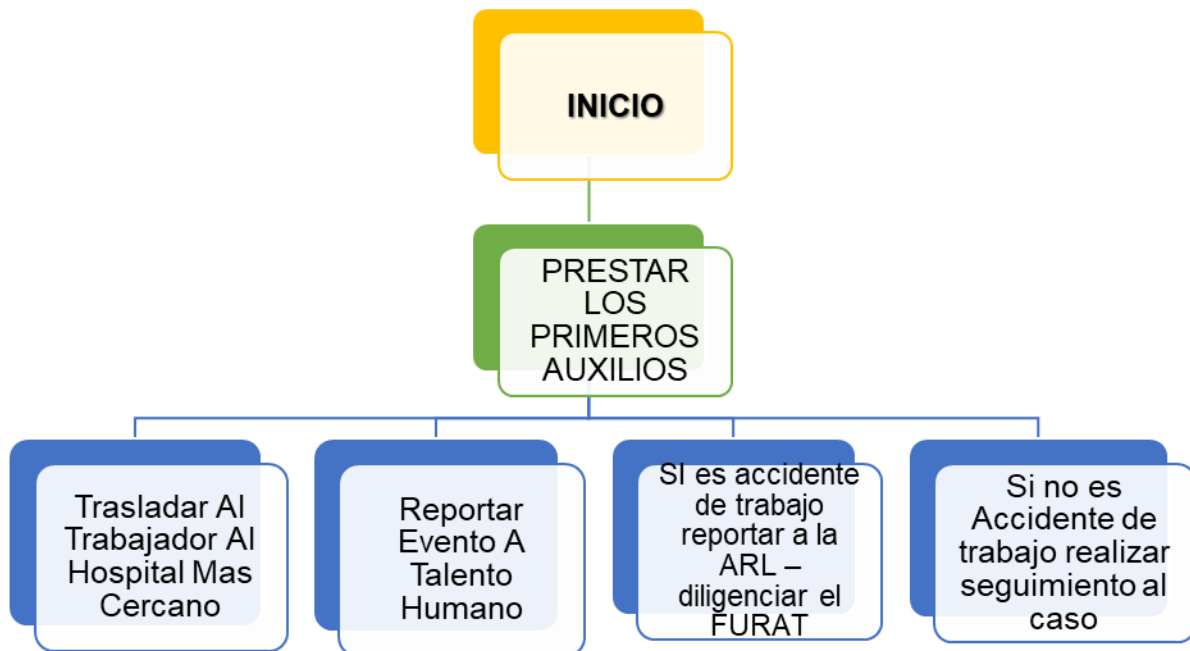 INICIO
PRESTAR
LOS
PRIMEROS
AUXILIOS
Trasladar Al
Trabajador Al
Hospital Mas
Cercano
Reportar
Evento A
Talento
Humano
SI es accidente
de trabajo
reportar a la
ARL –
diligenciar el
FURAT
Si no es
Accidente de
trabajo realizar
seguimiento al
caso